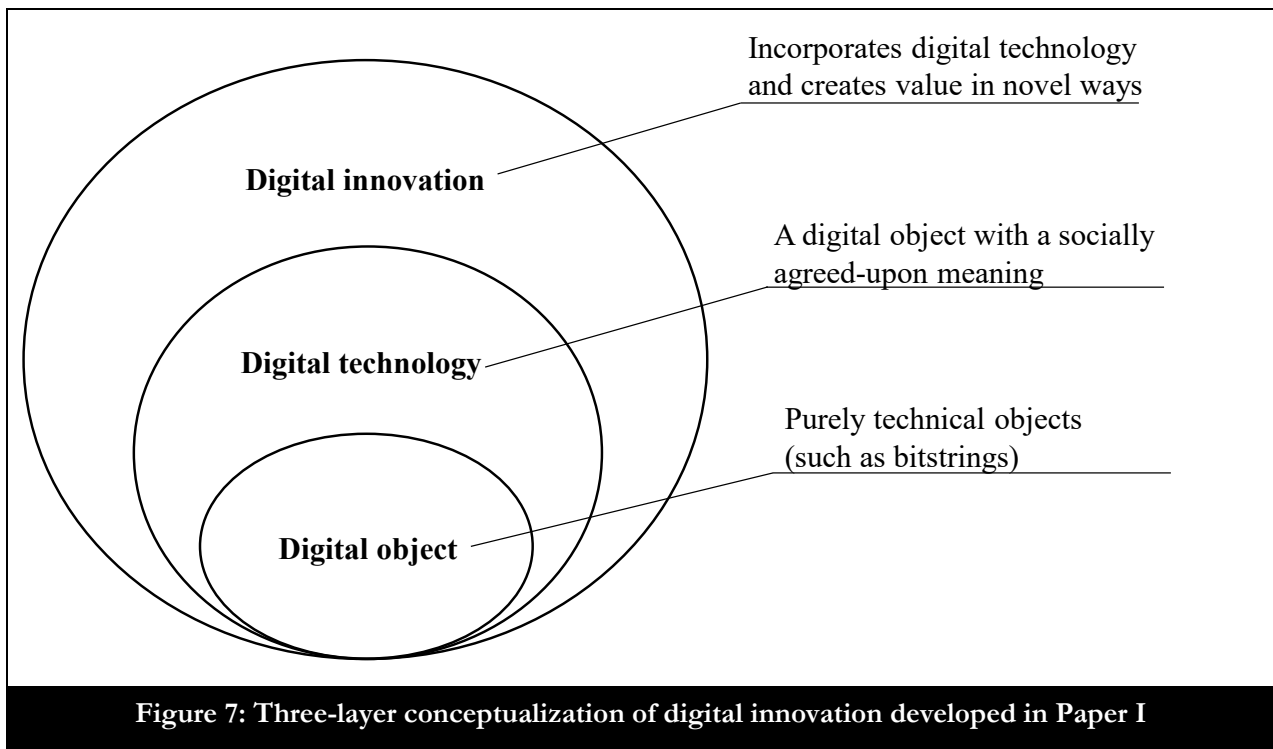 Incorporates digital technology
and creates value in novel ways
Digital innovation
A digital object with a socially
agreed-upon meaning
Digital technology
Purely technical objects
(such as bitstrings)
Digital object
Figure 7: Three-layer conceptualization of digital innovation developed in Paper I